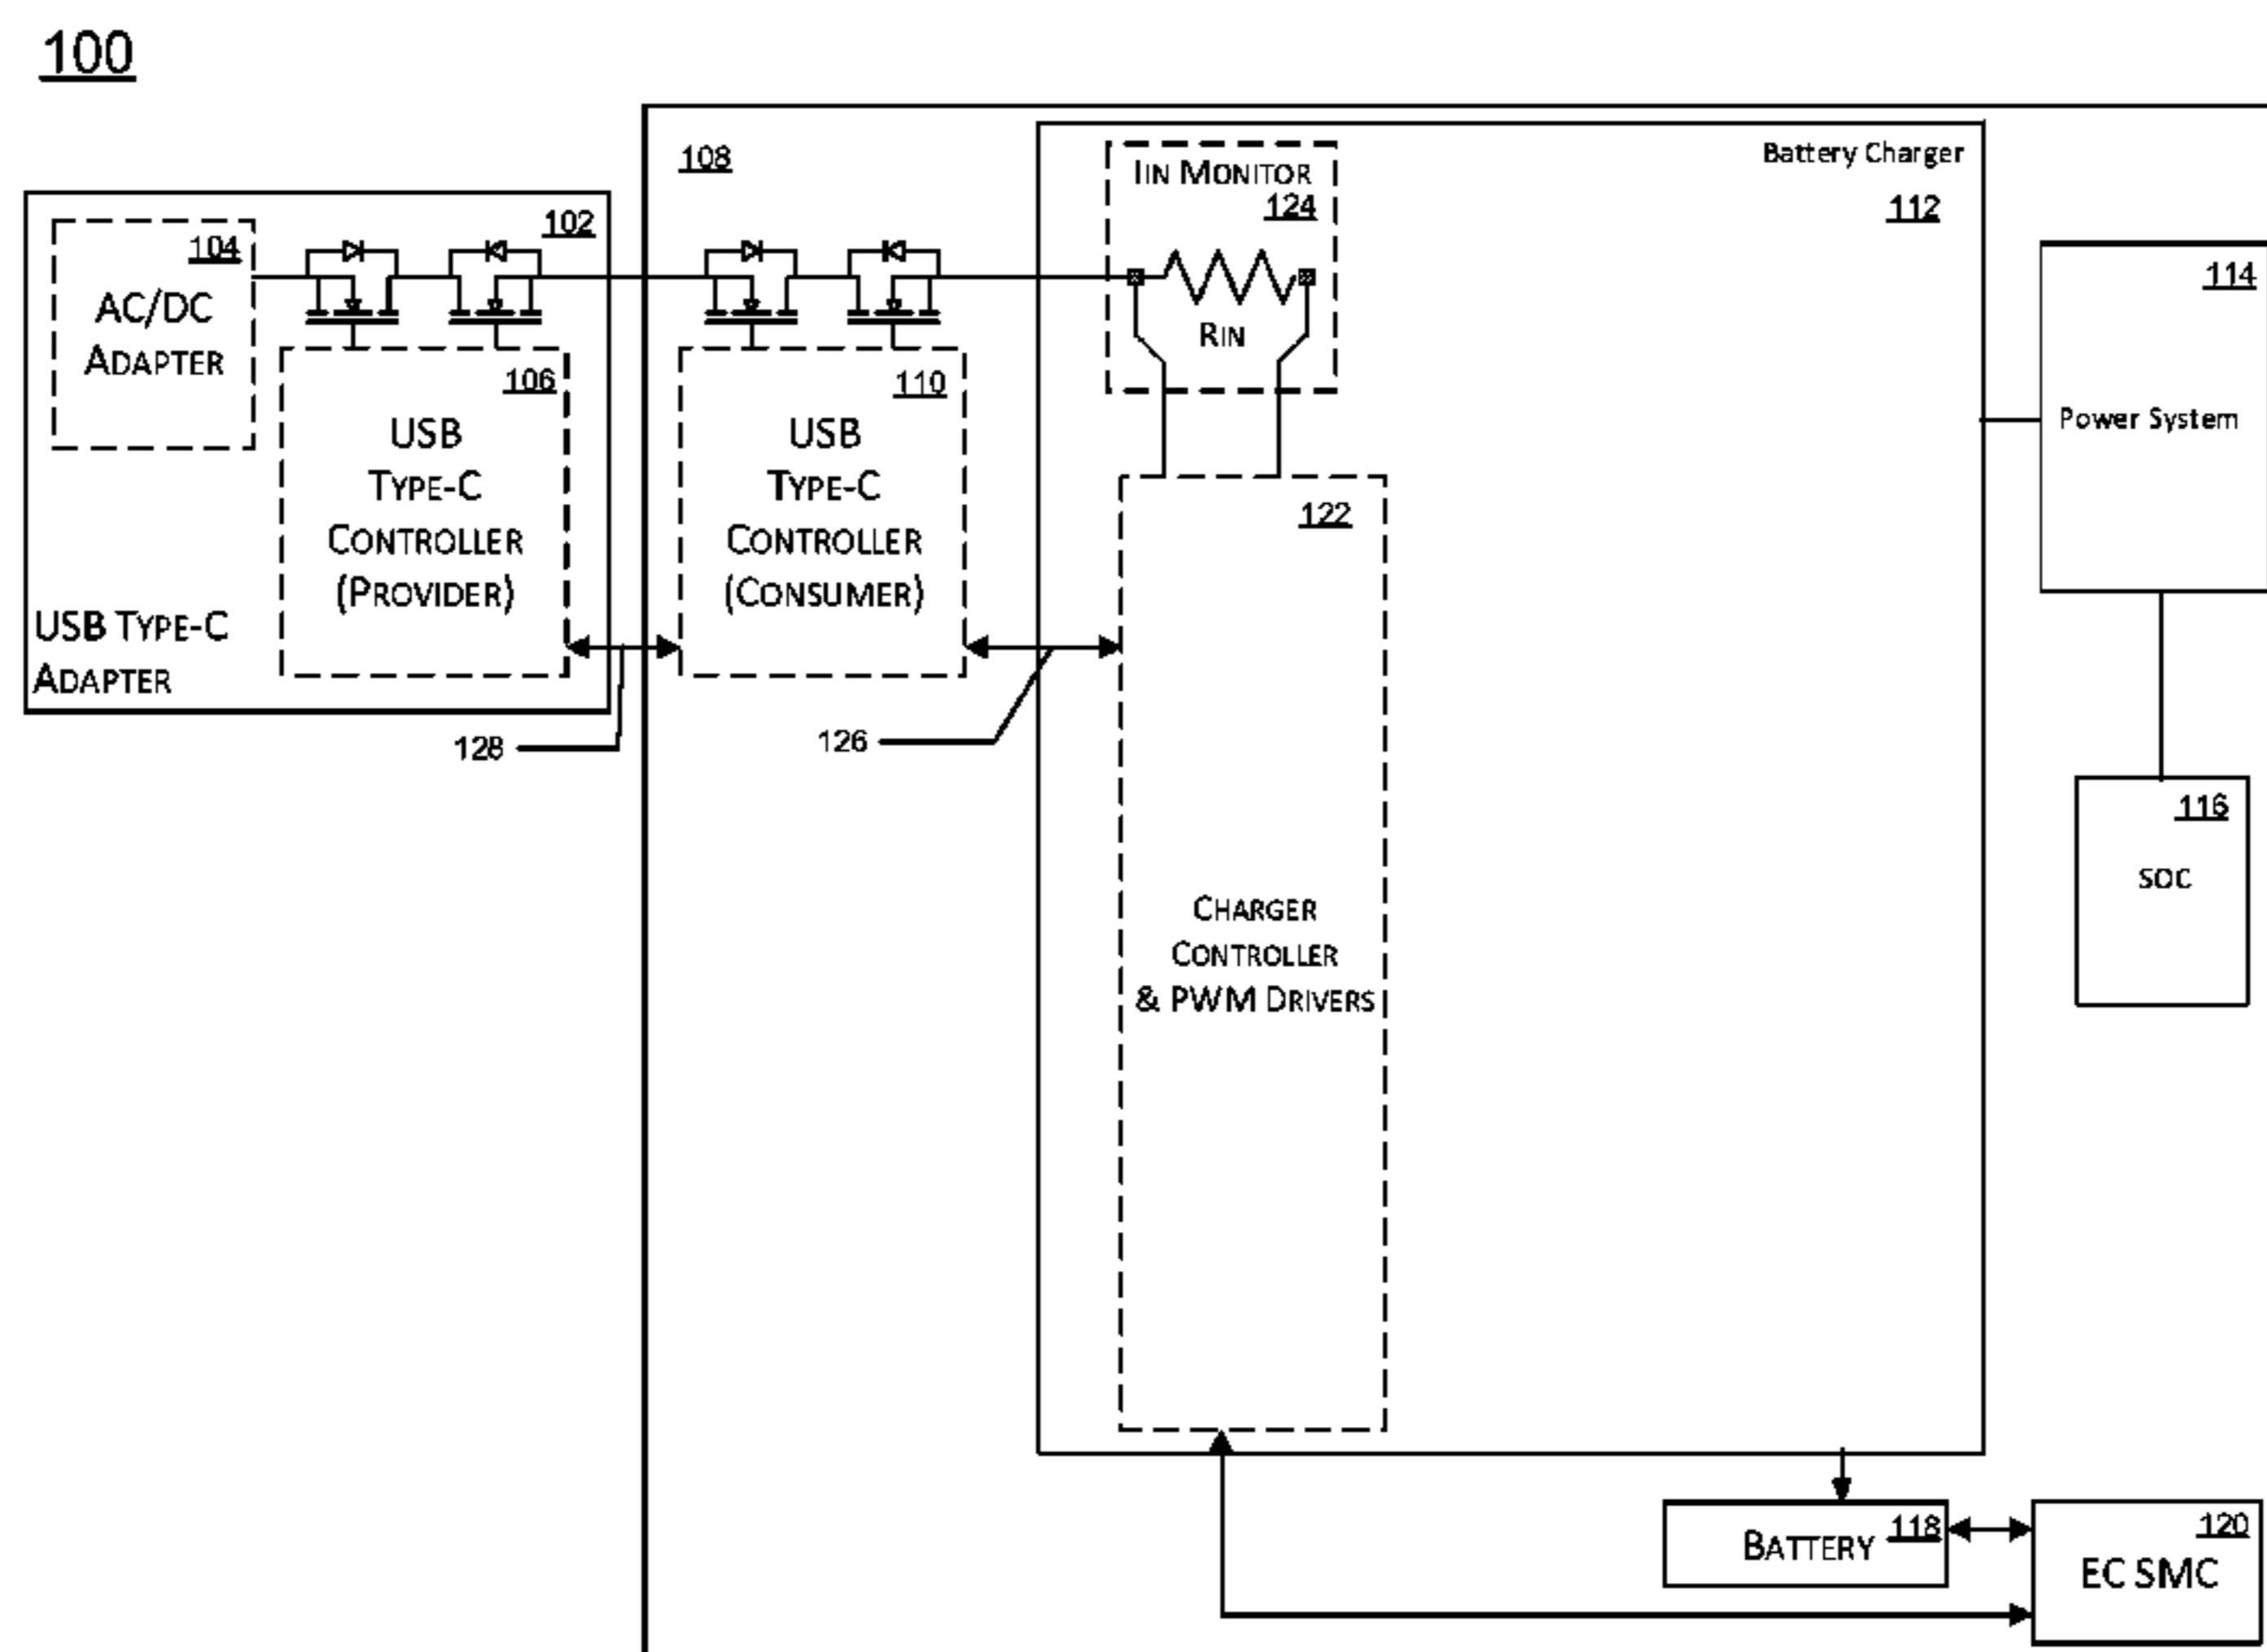 100
108
Battery Charger
112
IIN MONITOR
124
RIN
102
104
AC/DC
ADAPTER
106
USB
TYPE-C
CONTROLLER
(PROVIDER)
USB TYPE-C
ADAPTER
110
USB
TYPE-C
CONTROLLER
(CONSUMER)
128
126
122
CHARGER
CONTROLLER
& PWM DRIVERS
114
Power System
116
SOC
BATTERY 118
120
EC SMC